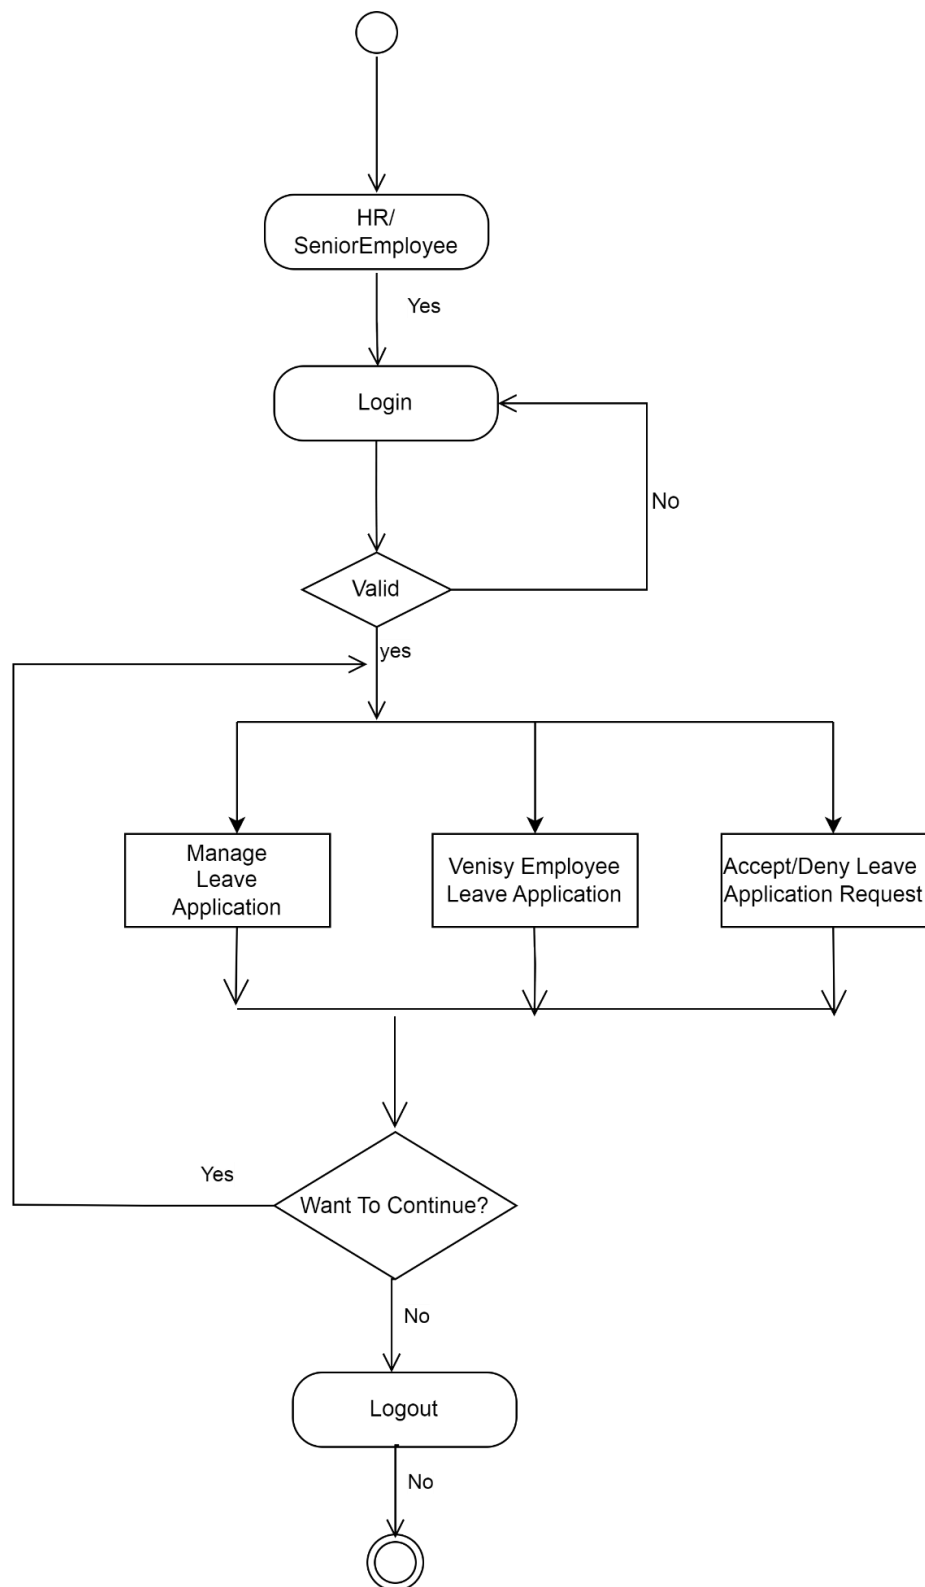 HR/
SeniorEmployee
Yes
Login
No
Valid
yes
Manage
Leave
Application
Venisy Employee
Leave Application
Accept/Deny Leave
Application Request
Yes
Want To Continue?
No
Logout
No